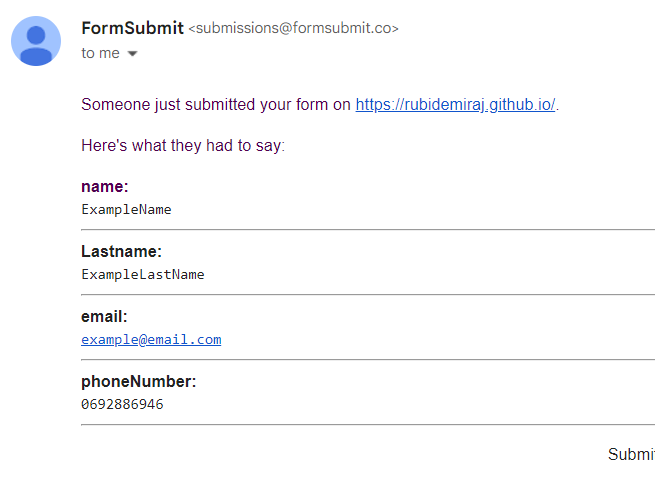 FormSubmit <submissions@formsubmit.co>
to me
Someone just submitted your form on https://rubidemiraj.github.io/.
Here's what they had to say:
name:
ExampleName
Lastname:
ExampleLastName
email:
example@email.com
phoneNumber:
0692886946
Submi